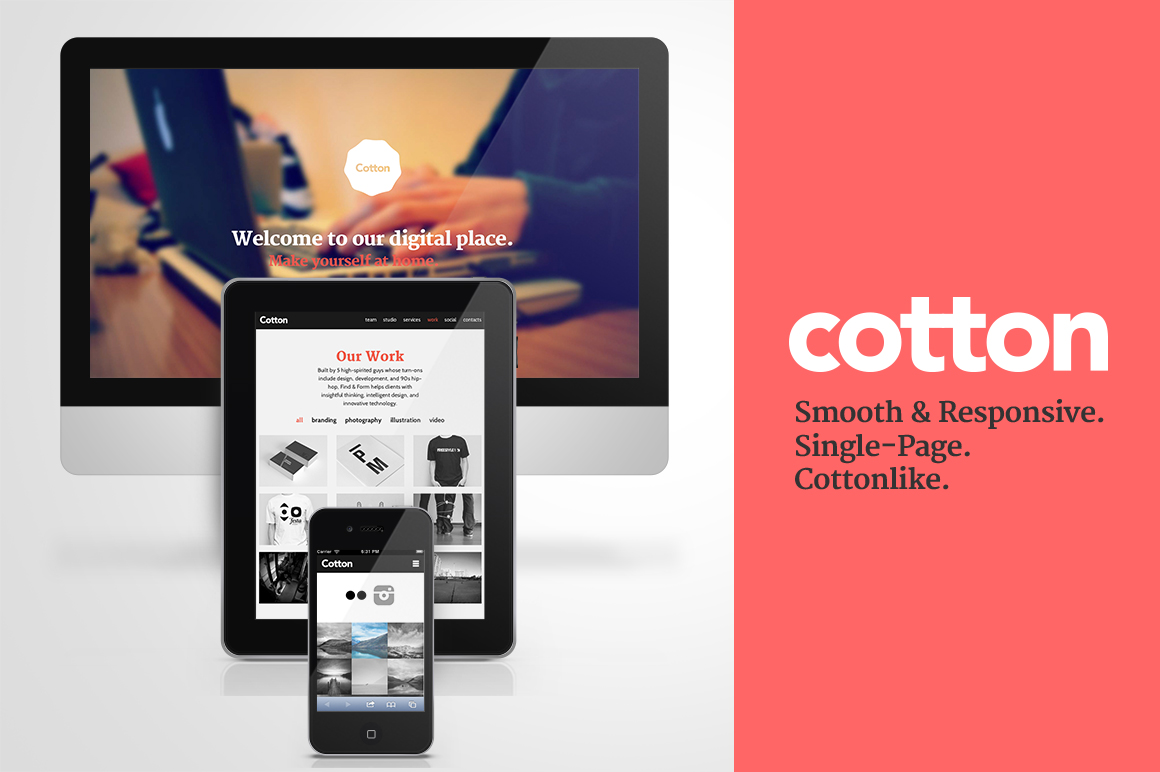 Cotton
Welcome to our digital place.
Make yourself at home.
Cotton
team studio services work social contacts
Our Work
Built by 5 high-spirited guys whose turn-ons
include design, development, and 90s hip-
hop, Find & Form helps clients with
insightful thinking, intelligent design, and
innovative technology.
all branding photography illustration video
IPM
Carrier 5:31 PM
Cotton
cotton
Smooth & Responsive.
Single-Page.
Cottonlike.